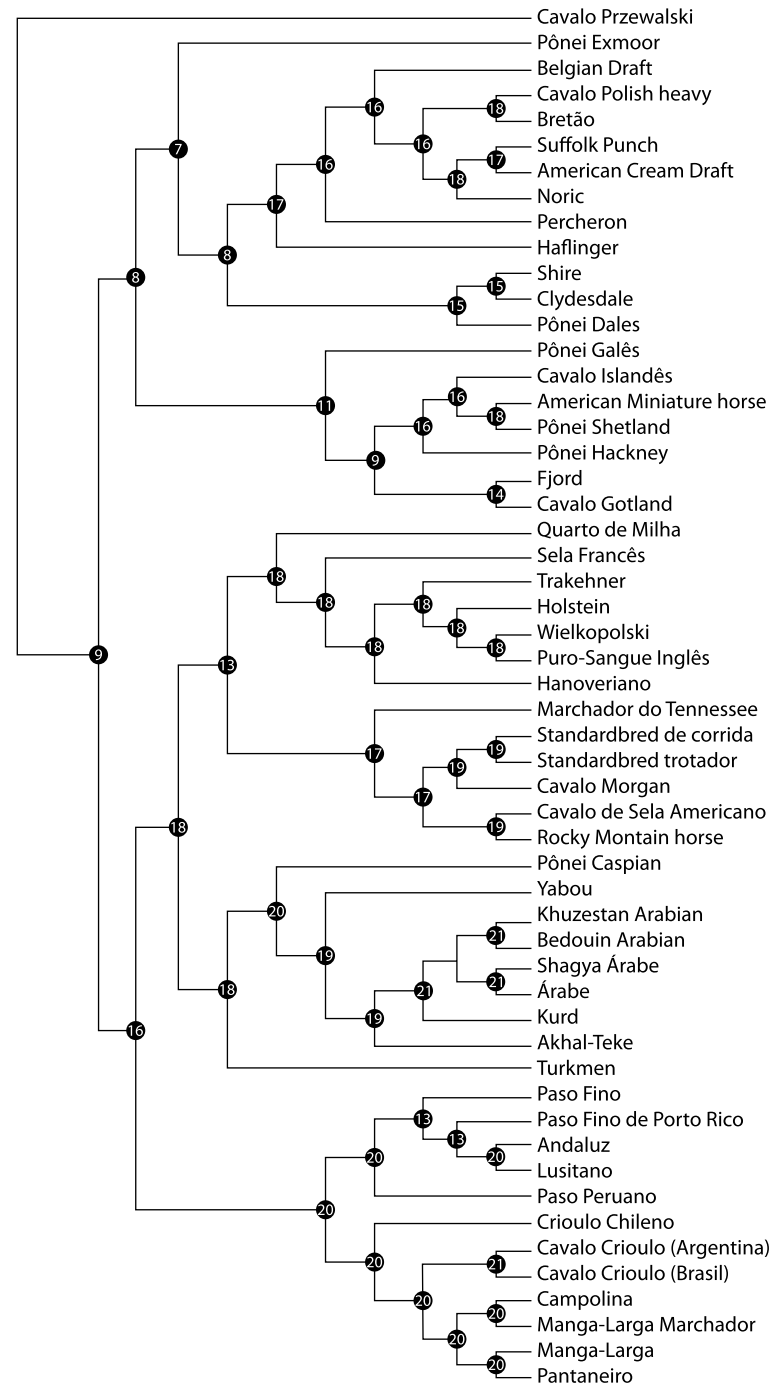 Cavalo Przewalski
Pônei Exmoor
Belgian Draft
16
Cavalo Polish heavy
18
Bretão
16
Suffolk Punch
7
17
16
American Cream Draft
18
Noric
17
Percheron
Haflinger
8
Shire
8
15
Clydesdale
15
Pônei Dales
Pônei Galês
Cavalo Islandês
16
American Miniature horse
11
18
16
Pônei Shetland
Pônei Hackney
9
Fjord
14
Cavalo Gotland
Quarto de Milha
Sela Francês
18
Trakehner
18
18
Holstein
18
Wielkopolski
18
18
Puro-Sangue Inglês
9
13
Hanoveriano
Marchador do Tennessee
Standardbred de corrida
17
19
Standardbred trotador
19
Cavalo Morgan
17
Cavalo de Sela Americano
18
19
Rocky Montain horse
Pônei Caspian
Yabou
20
Khuzestan Arabian
21
Bedouin Arabian
19
Shagya Árabe
21
18
21
Árabe
19
Kurd
16
Akhal-Teke
Turkmen
Paso Fino
13
Paso Fino de Porto Rico
13
Andaluz
20
20
Lusitano
Paso Peruano
20
Crioulo Chileno
Cavalo Crioulo (Argentina)
20
21
Cavalo Crioulo (Brasil)
20
Campolina
20
Manga-Larga Marchador
20
Manga-Larga
20
Pantaneiro